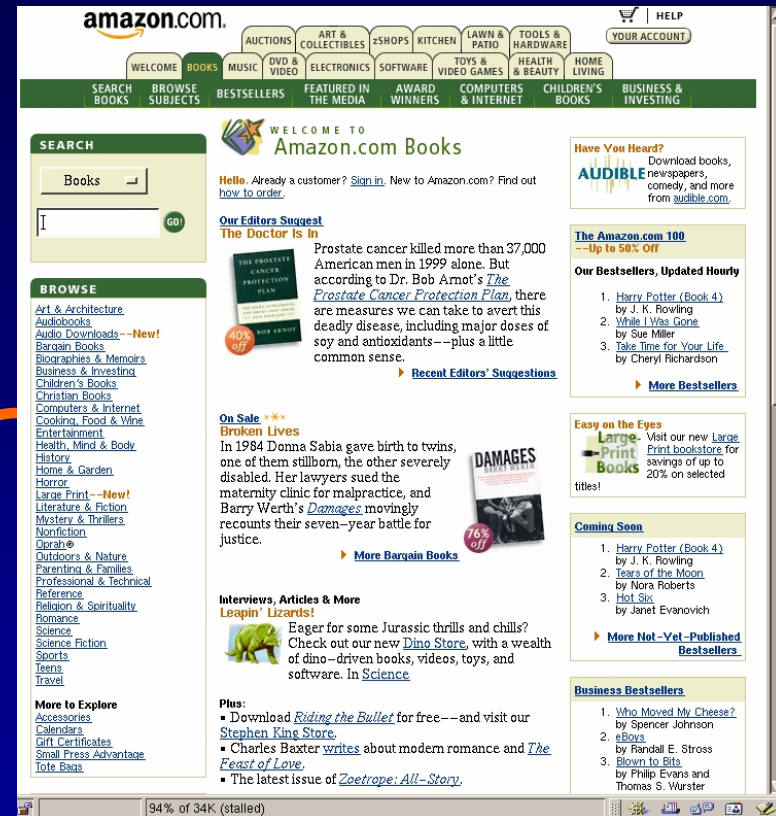 amazon.com.
HELP
YOUR ACCOUNT
AUCTIONS
ART &
COLLECTIBLES
zSHOPS
KITCHEN
LAWN &
PATIO
TOOLS &
HARDWARE
WELCOME
BOOKS
MUSIC
DVD &
VIDEO
ELECTRONICS
SOFTWARE
TOYS &
VIDEO GAMES
HEALTH
& BEAUTY
HOME
LIVING
SEARCH
BOOKS
BROWSE
SUBJECTS
BESTSELLERS
FEATURED IN
THE MEDIA
AWARD
WINNERS
COMPUTERS
& INTERNET
CHILDREN'S
BOOKS
BUSINESS &
INVESTING
SEARCH
Books
GO!
BROWSE
Art & Architecture
Audiobooks
Audio Downloads--New!
Bargain Books
Biographies & Memoirs
Business & Investing
Children's Books
Christian Books
Computers & Internet
Cooking, Food & Wine
Entertainment
Health, Mind & Body
History
Home & Garden
Horror
Large Print--New!
Literature & Fiction
Mystery & Thrillers
Nonfiction
Oprah®
Outdoors & Nature
Parenting & Families
Professional & Technical
Reference
Religion & Spirituality
Romance
Science
Science Fiction
Sports
Teens
Travel
More to Explore
Accessories
Calendars
Gift Certificates
Small Press Advantage
Tote Bags
WELCOME TO
Amazon.com Books
Hello. Already a customer? Sign in. New to Amazon.com? Find out
how to order.
Our Editors Suggest
The Doctor Is In
THE PROSTATE
CANCER
PROTECTION
PLAN
BOB ARNOT
40%
off
Prostate cancer killed more than 37,000
American men in 1999 alone. But
according to Dr. Bob Arnot's The
Prostate Cancer Protection Plan, there
are measures we can take to avert this
deadly disease, including major doses of
soy and antioxidants--plus a little
common sense.
Recent Editors' Suggestions
On Sale
Broken Lives
In 1984 Donna Sabia gave birth to twins,
one of them stillborn, the other severely
disabled. Her lawyers sued the
maternity clinic for malpractice, and
Barry Werth's Damages movingly
recounts their seven-year battle for
justice.
DAMAGES
BARRY WERTH
76%
off
More Bargain Books
Interviews, Articles & More
Leapin' Lizards!
Eager for some Jurassic thrills and chills?
Check out our new Dino Store, with a wealth
of dino-driven books, videos, toys, and
software. In Science
Plus:
▪ Download Riding the Bullet for free--and visit our
Stephen King Store.
▪ Charles Baxter writes about modern romance and The
Feast of Love.
▪ The latest issue of Zoetrope: All-Story.
Have You Heard?
AUDIBLE
Download books,
newspapers,
comedy, and more
from audible.com.
The Amazon.com 100
--Up to 50% Off
Our Bestsellers, Updated Hourly
1. Harry Potter (Book 4)
by J. K. Rowling
2. While I Was Gone
by Sue Miller
3. Take Time for Your Life
by Cheryl Richardson
More Bestsellers
Easy on the Eyes
Large-
Print
Books
Visit our new Large
Print bookstore for
savings of up to
20% on selected
titles!
Coming Soon
1. Harry Potter (Book 4)
by J. K. Rowling
2. Tears of the Moon
by Nora Roberts
3. Hot Six
by Janet Evanovich
More Not-Yet-Published
Bestsellers
Business Bestsellers
1. Who Moved My Cheese?
by Spencer Johnson
2. eBoys
by Randall E. Stross
3. Blown to Bits
by Philip Evans and
Thomas S. Wurster
94% of 34K (stalled)